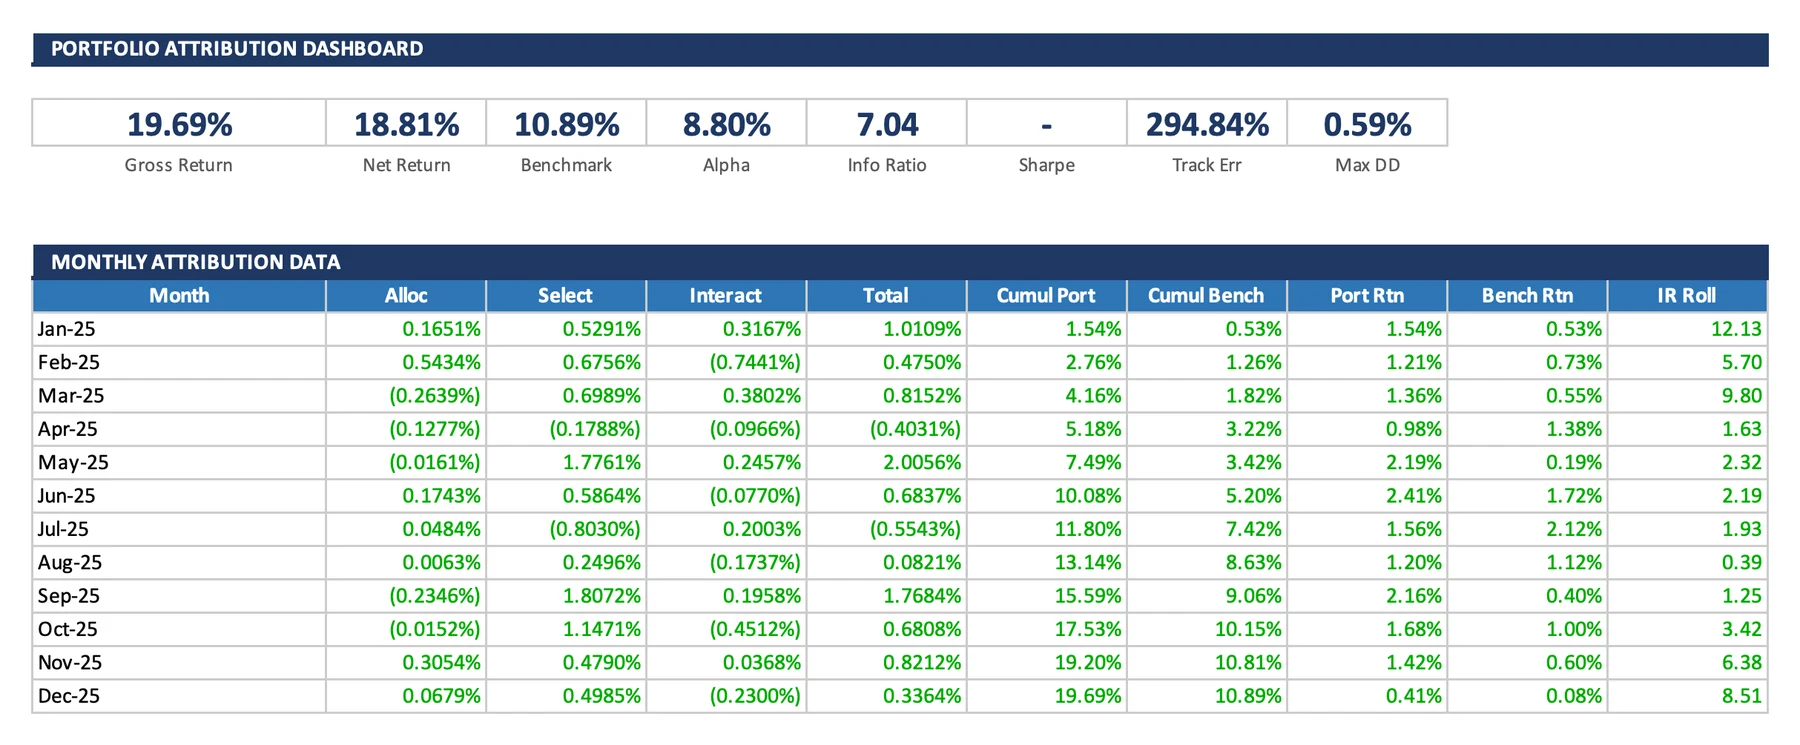 PORTFOLIO ATTRIBUTION DASHBOARD
19.69% 18.81% 10.89% 8.80% 7.04 - 294.84% 0.59%
Gross Return Net Return Benchmark Alpha Info Ratio Sharpe Track Err Max DD
MONTHLY ATTRIBUTION DATA
Month Alloc Select Interact Total Cumul Port Cumul Bench Port Rtn Bench Rtn IR Roll
Jan-25 0.1651% 0.5291% 0.3167% 1.0109% 1.54% 0.53% 1.54% 0.53% 12.13
Feb-25 0.5434% 0.6756% (0.7441%) 0.4750% 2.76% 1.26% 1.21% 0.73% 5.70
Mar-25 (0.2639%) 0.6989% 0.3802% 0.8152% 4.16% 1.82% 1.36% 0.55% 9.80
Apr-25 (0.1277%) (0.1788%) (0.0966%) (0.4031%) 5.18% 3.22% 0.98% 1.38% 1.63
May-25 (0.0161%) 1.7761% 0.2457% 2.0056% 7.49% 3.42% 2.19% 0.19% 2.32
Jun-25 0.1743% 0.5864% (0.0770%) 0.6837% 10.08% 5.20% 2.41% 1.72% 2.19
Jul-25 0.0484% (0.8030%) 0.2003% (0.5543%) 11.80% 7.42% 1.56% 2.12% 1.93
Aug-25 0.0063% 0.2496% (0.1737%) 0.0821% 13.14% 8.63% 1.20% 1.12% 0.39
Sep-25 (0.2346%) 1.8072% 0.1958% 1.7684% 15.59% 9.06% 2.16% 0.40% 1.25
Oct-25 (0.0152%) 1.1471% (0.4512%) 0.6808% 17.53% 10.15% 1.68% 1.00% 3.42
Nov-25 0.3054% 0.4790% 0.0368% 0.8212% 19.20% 10.81% 1.42% 0.60% 6.38
Dec-25 0.0679% 0.4985% (0.2300%) 0.3364% 19.69% 10.89% 0.41% 0.08% 8.51